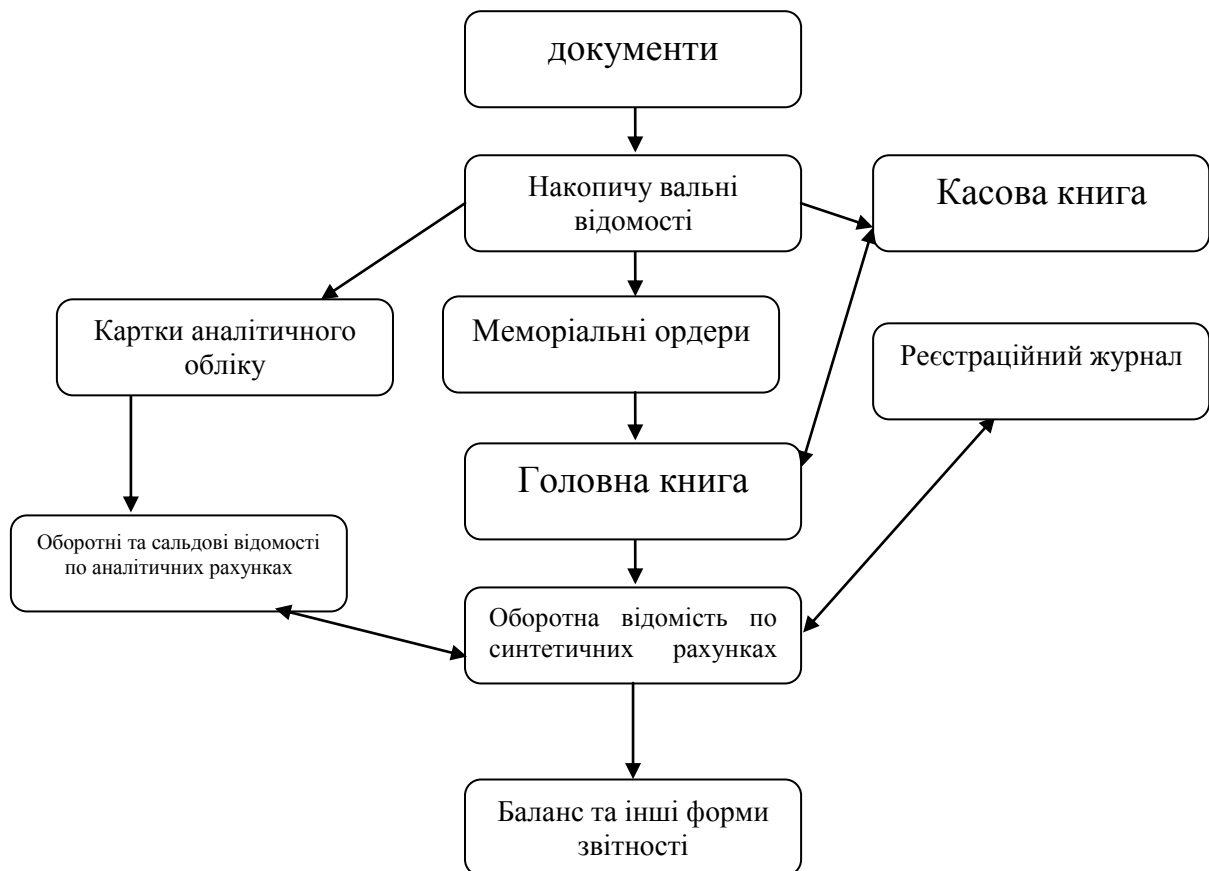 документи
Накопичу вальні
відомості
Касова книга
Картки аналітичного
обліку
Меморіальні ордери
Реєстраційний журнал
Головна книга
Оборотні та сальдові відомості
по аналітичних рахунках
Оборотна відомість по
синтетичних рахунках
Баланс та інші форми
звітності